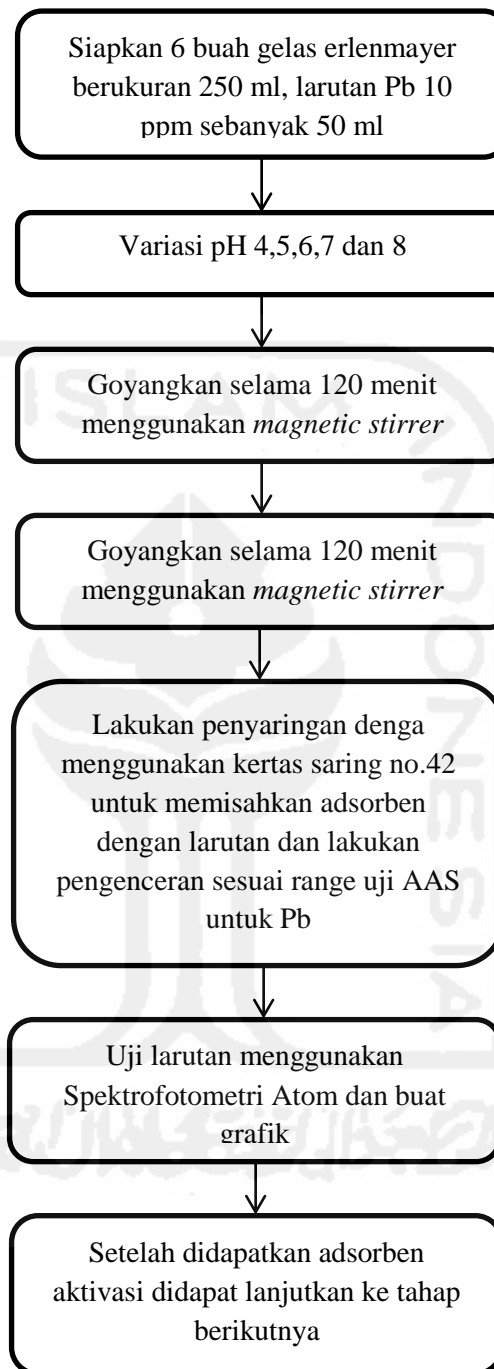 Siapkan 6 buah gelas erlenmayer
berukuran 250 ml, larutan Pb 10
ppm sebanyak 50 ml
Variasi pH 4,5,6,7 dan 8
Goyangkan selama 120 menit
menggunakan magnetic stirrer
Goyangkan selama 120 menit
menggunakan magnetic stirrer
Lakukan penyaringan denga
menggunakan kertas saring no.42
untuk memisahkan adsorben
dengan larutan dan lakukan
pengenceran sesuai range uji AAS
untuk Pb
Uji larutan menggunakan
Spektrofotometri Atom dan buat
grafik
Setelah didapatkan adsorben
aktivasi didapat lanjutkan ke tahap
berikutnya
ISLAM
INDONESIA